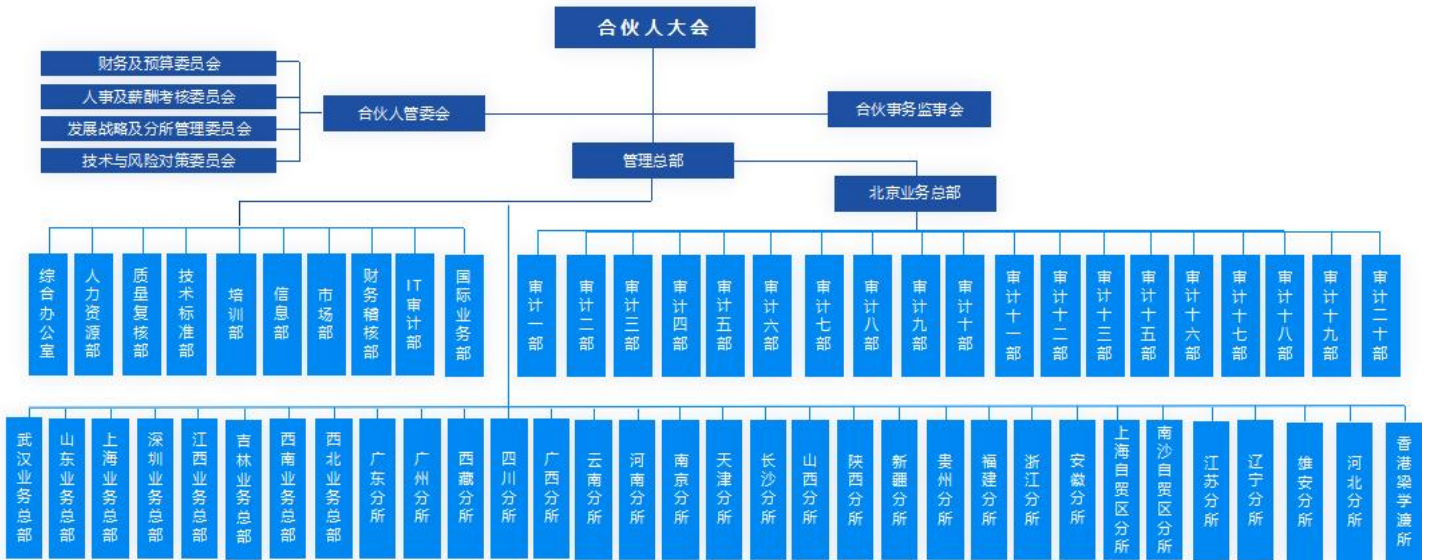 合伙人大会
财务及预算委员会
人事及薪酬考核委员会
发展战略及分所管理委员会
技术与风险对策委员会
合伙人管委会
合伙事务监事会
管理总部
北京业务总部
综合办公室
人力资源部
质量复核部
技术标准部
培训部
信息部
市场部
财务稽核部
IT审计部
国际业务部
审计一部
审计二部
审计三部
审计四部
审计五部
审计六部
审计七部
审计八部
审计九部
审计十部
审计十一部
审计十二部
审计十三部
审计十五部
审计十六部
审计十七部
审计十八部
审计十九部
审计二十部
武汉业务总部
山东业务总部
上海业务总部
深圳业务总部
江西业务总部
吉林业务总部
西南业务总部
西北业务总部
广东分所
广州分所
西藏分所
四川分所
广西分所
云南分所
河南分所
南京分所
天津分所
长沙分所
山西分所
陕西分所
新疆分所
贵州分所
福建分所
浙江分所
安徽分所
上海自贸区分所
南沙自贸区分所
江苏分所
辽宁分所
雄安分所
河北分所
香港梁学濂所